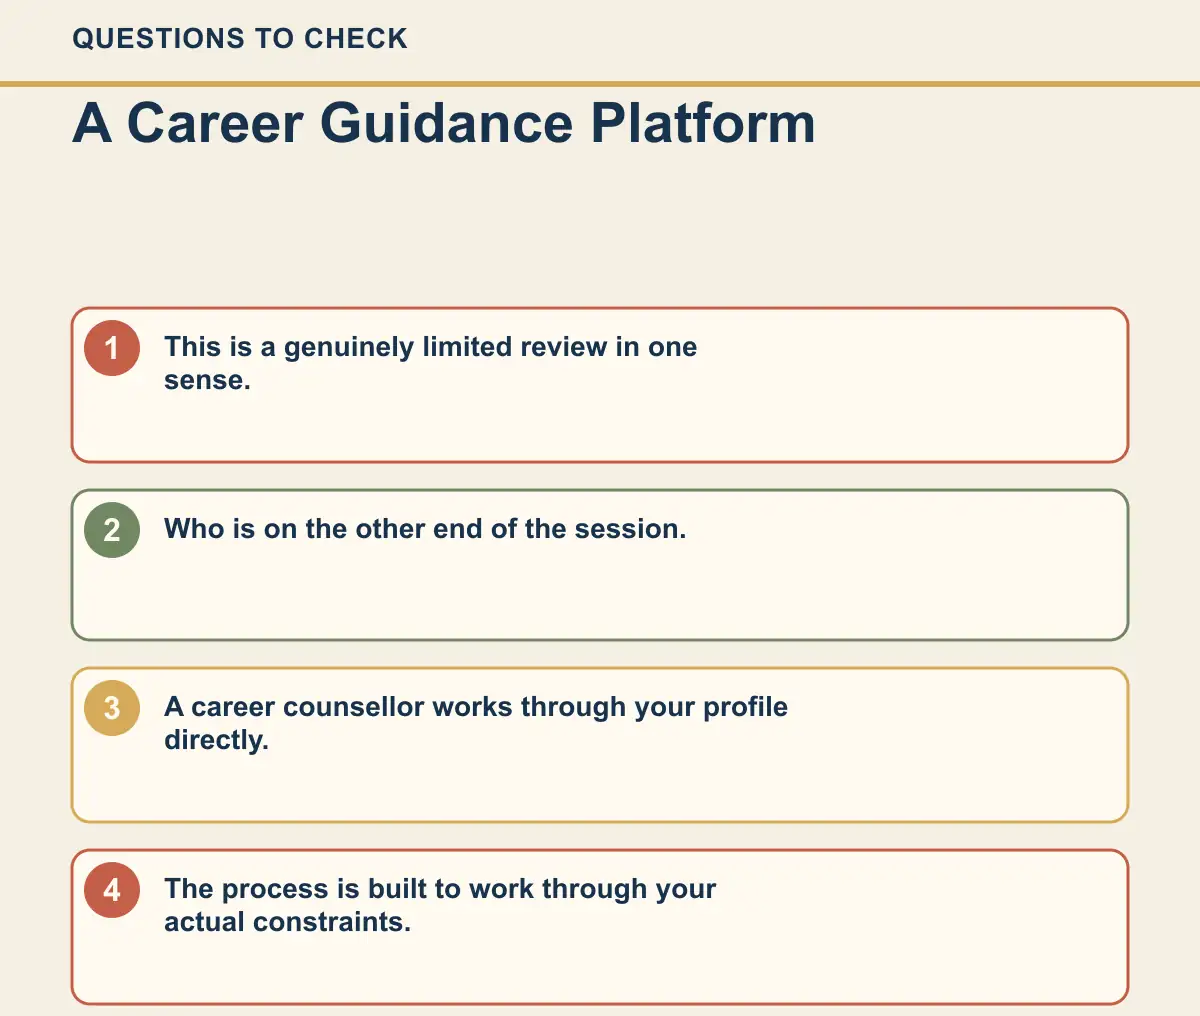 QUESTIONS TO CHECK
A Career Guidance Platform
1
This is a genuinely limited review in one
sense.
2
Who is on the other end of the session.
3
A career counsellor works through your profile
directly.
4
The process is built to work through your
actual constraints.